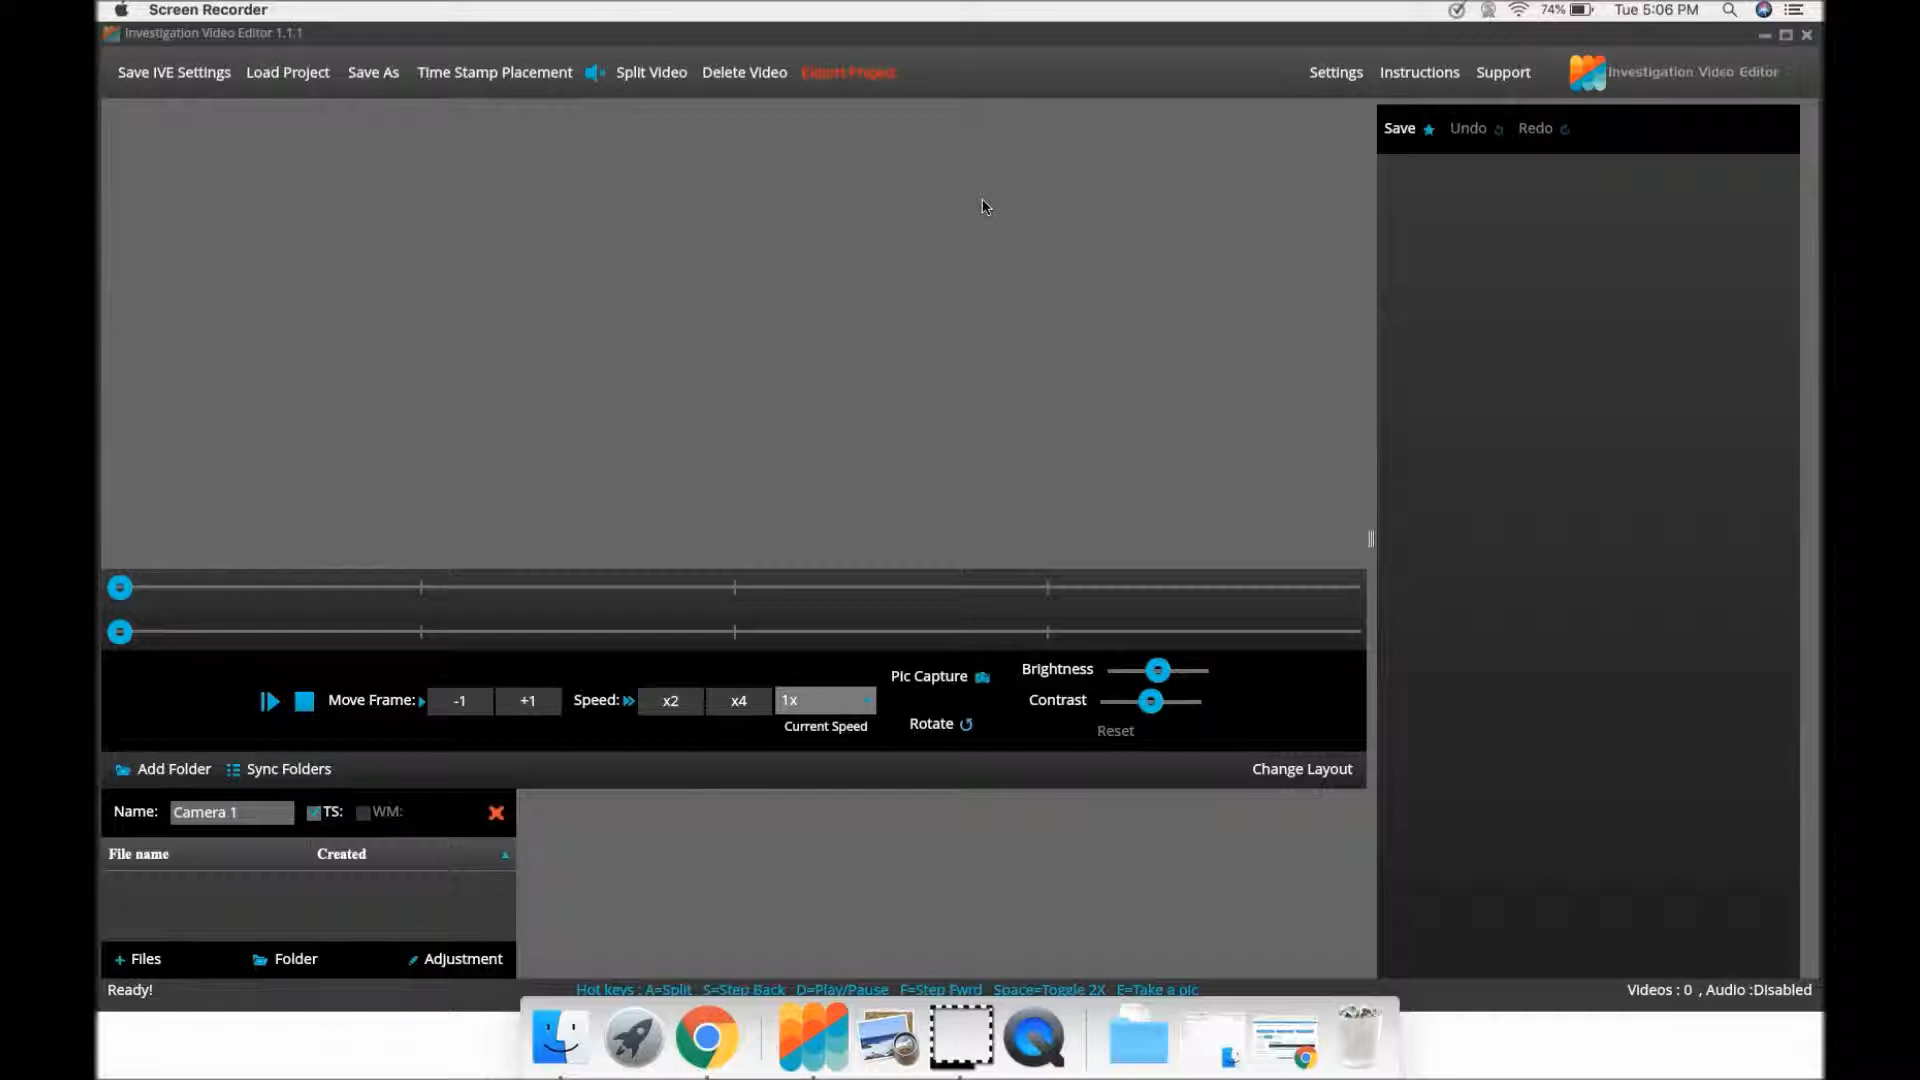 Screen Recorder
74% Tue 5:06 PM
Investigation Video Editor 1.1.1
Save IVE Settings Load Project Save As Time Stamp Placement Split Video Delete Video Export Project Settings Instructions Support Investigation Video Editor
Save Undo Redo
Brightness
Pic Capture
Move Frame: -1 +1 Speed: x2 x4 1x Contrast
Current Speed Rotate
Reset
Add Folder Sync Folders Change Layout
Name: Camera 1 TS: WM:
File name Created
Files Folder Adjustment
Ready! Hot keys : A=Split S=Step Back D=Play/Pause F=Step Fwrd Space=Toggle 2X E=Take a pic Videos : 0 , Audio :Disabled